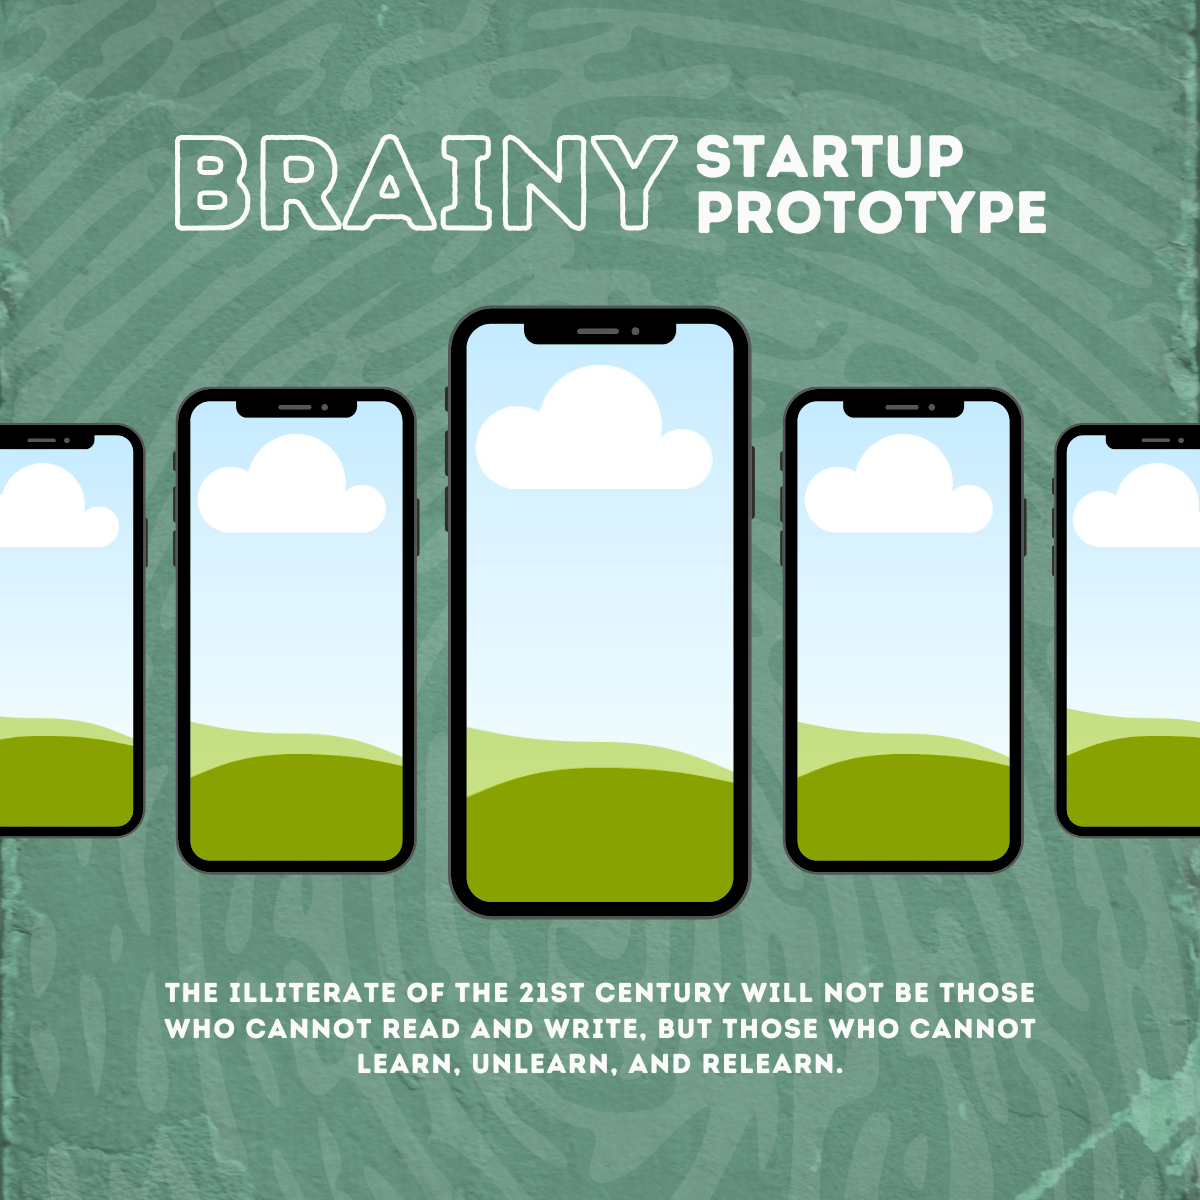 BRAINY STARTUP
PROTOTYPE
THE ILLITERATE OF THE 21ST CENTURY WILL NOT BE THOSE
WHO CANNOT READ AND WRITE, BUT THOSE WHO CANNOT
LEARN, UNLEARN, AND RELEARN.